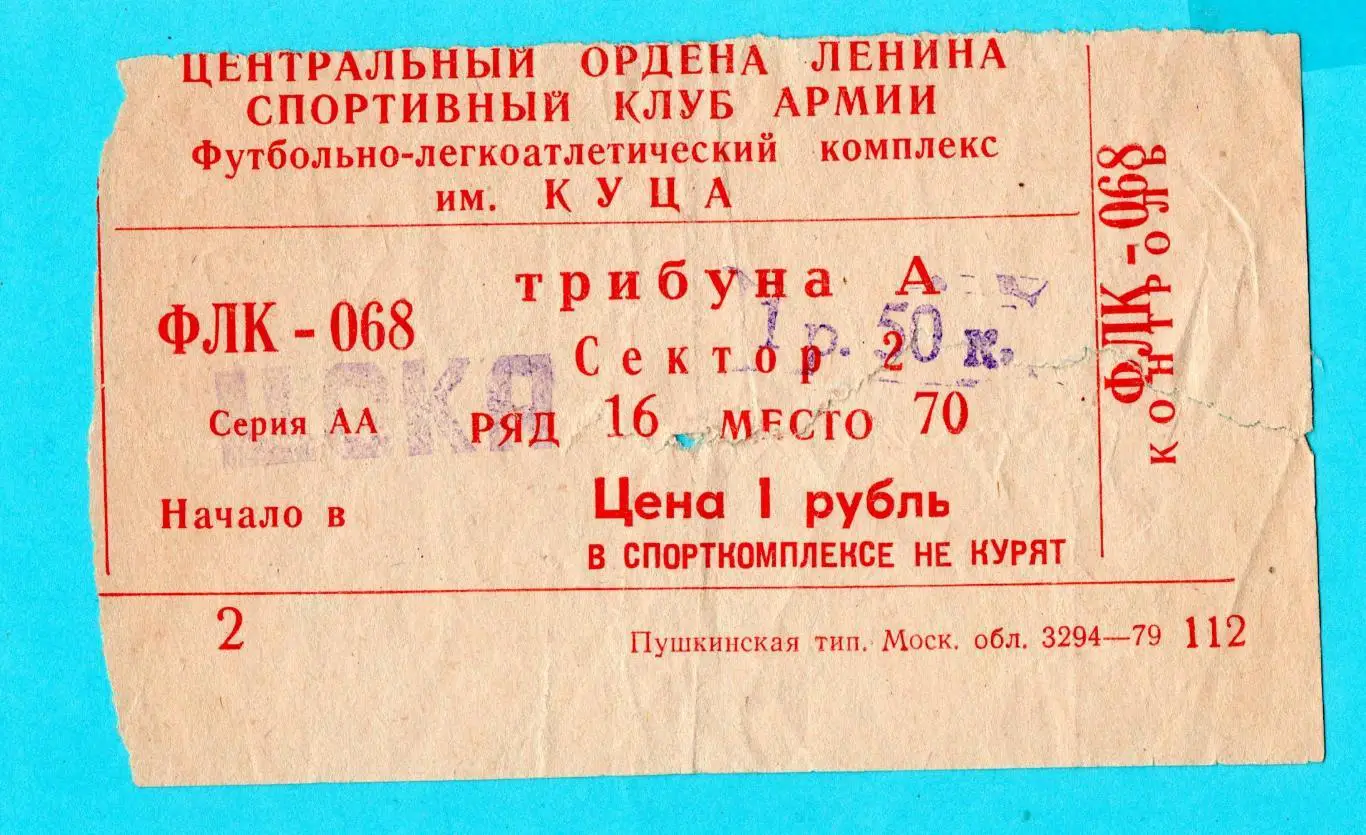 ЦЕНТРАЛЬНЫЙ ОРДЕНА ЛЕНИНА
СПОРТИВНЫЙ КЛУБ АРМИИ
Футбольно-легкоатлетический комплекс
им. КУЦА
ФЛК - 068
трибуна А
1 р. 50 к.
Сектор 2
ЦСКА
Серия АА РЯД 16 МЕСТО 70
Начало в
Цена 1 рубль
В СПОРТКОМПЛЕКСЕ НЕ КУРЯТ
2
Пушкинская тип. Моск. обл. 3294—79 112
ФЛК - 068
КОНТРОЛЬ